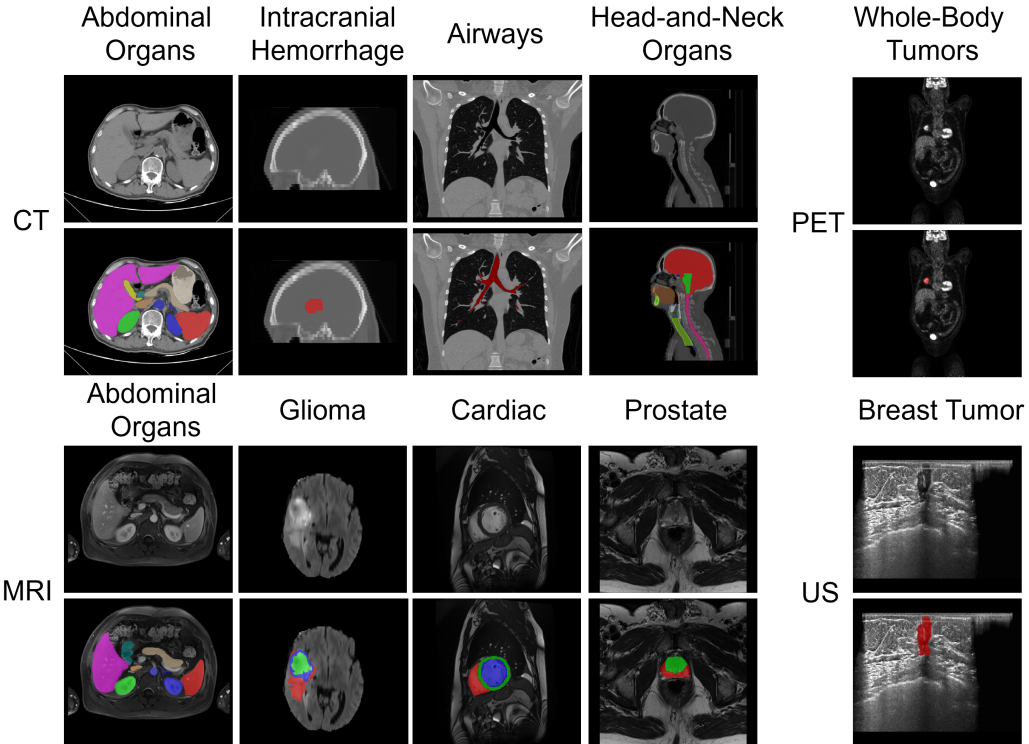 Abdominal
Organs
Intracranial
Hemorrhage
Airways
Head-and-Neck
Organs
Whole-Body
Tumors
CT
PET
Abdominal
Organs
Glioma
Cardiac
Prostate
Breast Tumor
MRI
US